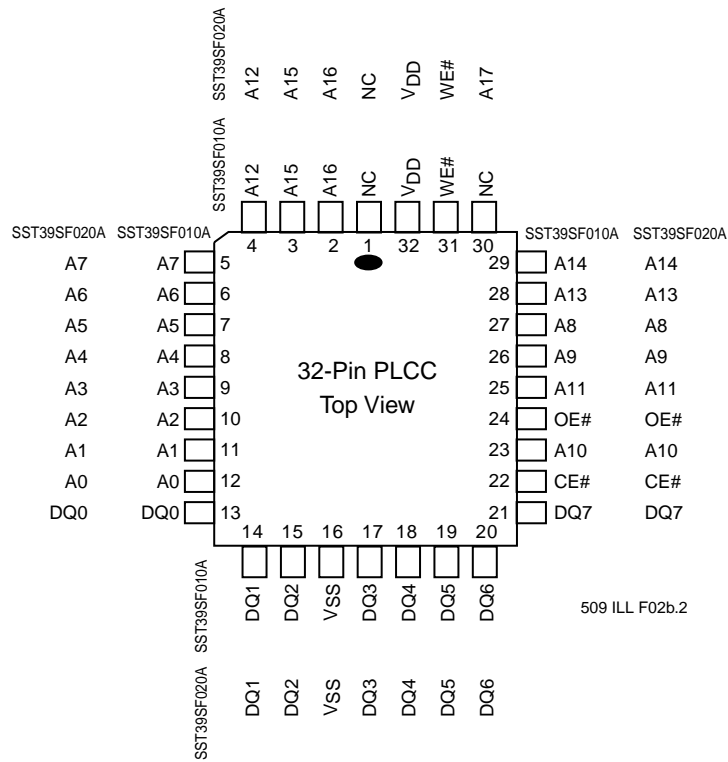 SST39SF020A A12 A15 A16 NC VDD WE# A17
SST39SF010A A12 A15 A16 NC VDD WE# NC
4 3 2 1 32 31 30
SST39SF020A SST39SF010A SST39SF010A SST39SF020A
A7 A7 5 29 A14 A14
A6 A6 6 28 A13 A13
A5 A5 7 27 A8 A8
A4 A4 8 26 A9 A9
A3 A3 9 25 A11 A11
A2 A2 10 24 OE# OE#
A1 A1 11 23 A10 A10
A0 A0 12 22 CE# CE#
DQ0 DQ0 13 21 DQ7 DQ7
32-Pin PLCC
Top View
14 15 16 17 18 19 20
SST39SF010A DQ1 DQ2 VSS DQ3 DQ4 DQ5 DQ6
SST39SF020A DQ1 DQ2 VSS DQ3 DQ4 DQ5 DQ6
509 ILL F02b.2